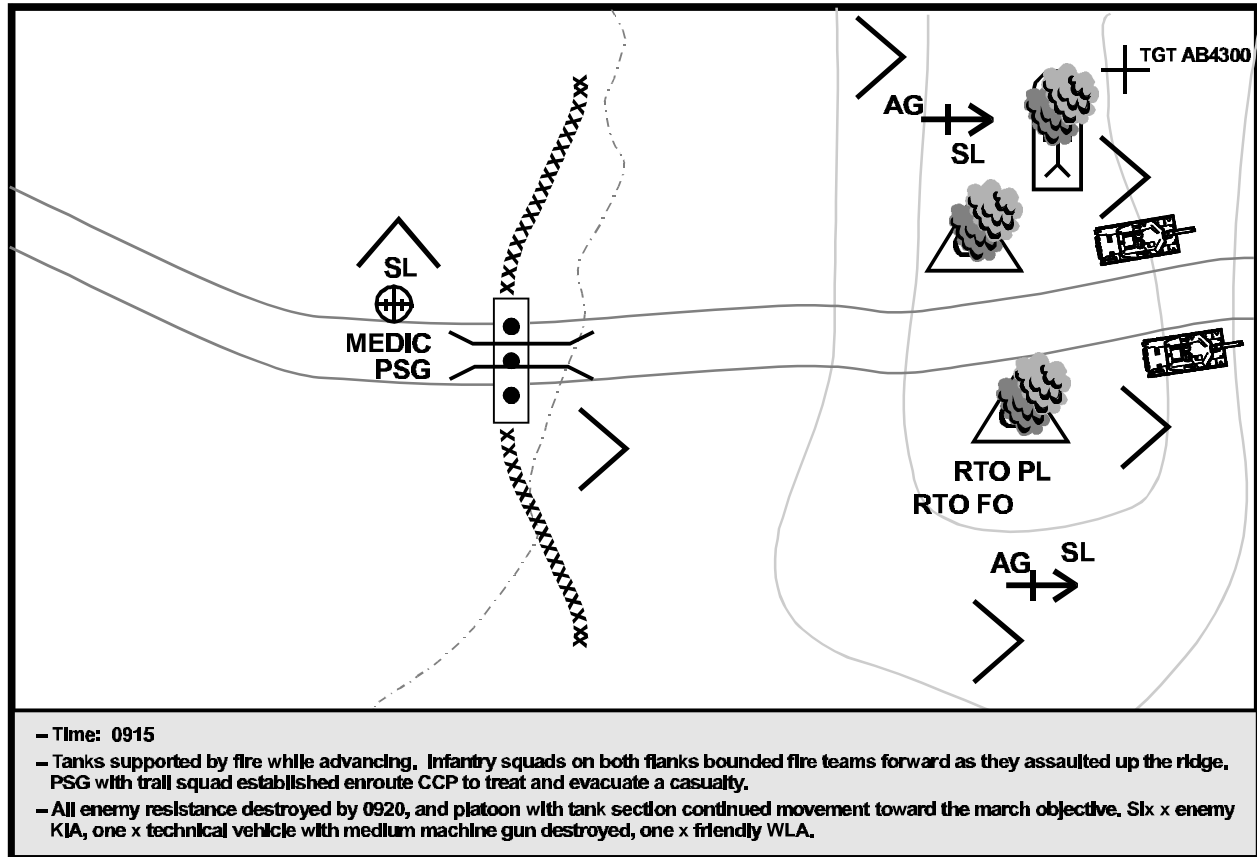 TGT AB4300
AG
SL
SL
MEDIC
PSG
RTO PL
RTO FO
AG SL
– Time: 0915
– Tanks supported by fire while advancing. Infantry squads on both flanks bounded fire teams forward as they assaulted up the ridge.
PSG with trail squad established enroute CCP to treat and evacuate a casualty.
– All enemy resistance destroyed by 0920, and platoon with tank section continued movement toward the march objective. Six x enemy
KIA, one x technical vehicle with medium machine gun destroyed, one x friendly WLA.